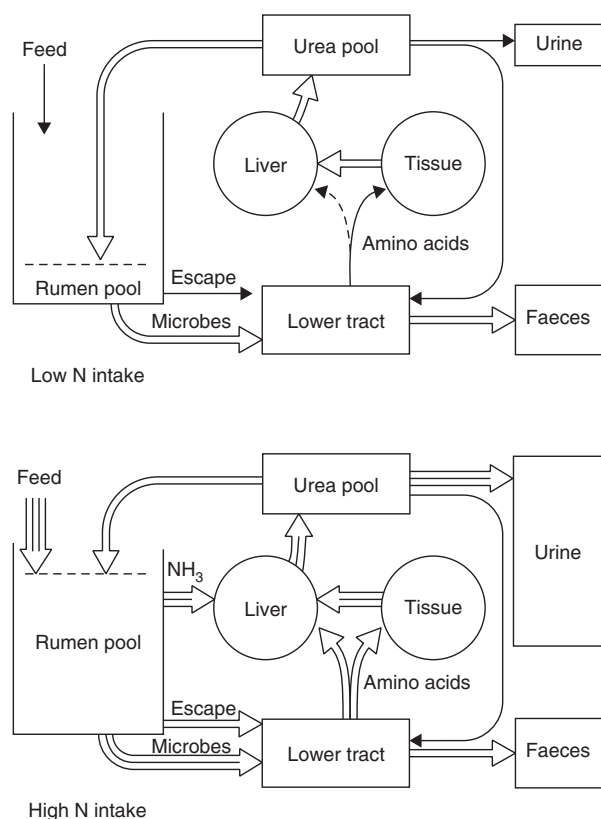 Feed
Urea pool
Urine
Liver
Tissue
Amino acids
Rumen pool
Escape
Microbes
Lower tract
Faeces
Low N intake
Feed
Urea pool
NH₃
Liver
Tissue
Urine
Rumen pool
Amino acids
Escape
Microbes
Lower tract
Faeces
High N intake